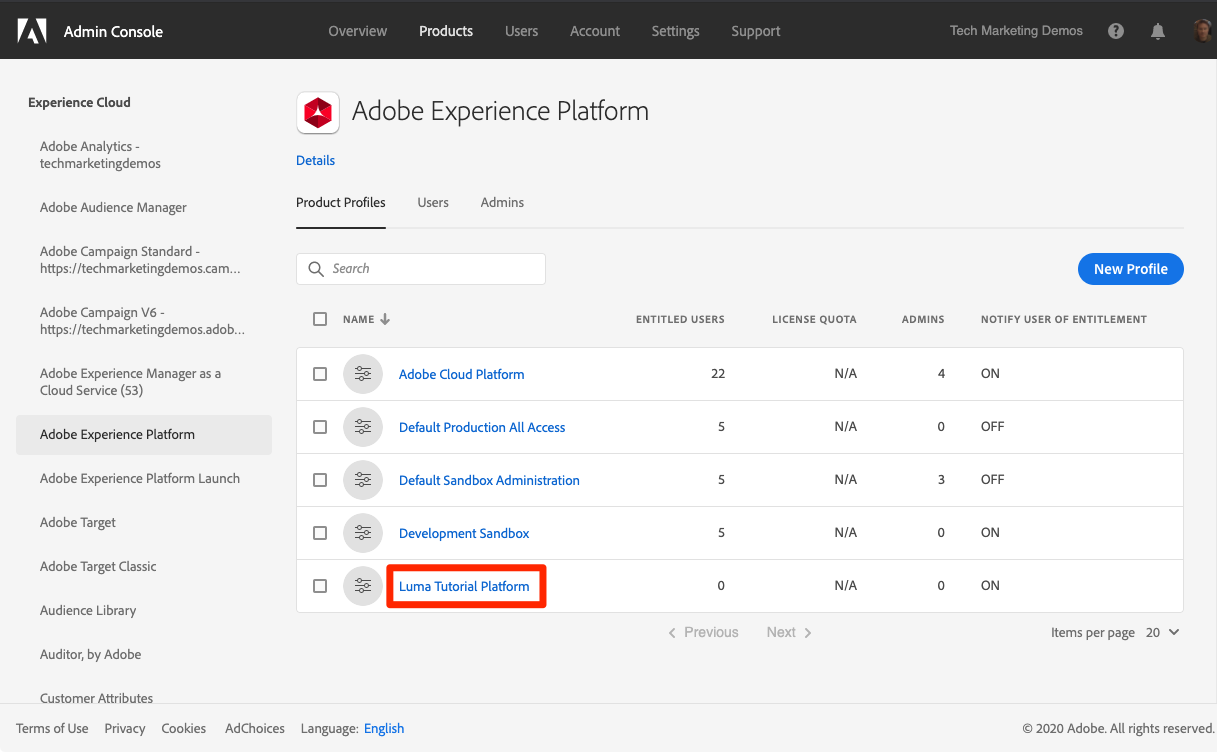 Admin Console
Overview Products Users Account Settings Support
Tech Marketing Demos
Experience Cloud
Adobe Analytics -
techmarketingdemos
Adobe Audience Manager
Adobe Campaign Standard -
https://techmarketingdemos.cam...
Adobe Campaign V6 -
https://techmarketingdemos.adob...
Adobe Experience Manager as a
Cloud Service (53)
Adobe Experience Platform
Adobe Experience Platform Launch
Adobe Target
Adobe Target Classic
Audience Library
Auditor, by Adobe
Customer Attributes
Adobe Experience Platform
Details
Product Profiles Users Admins
Search
New Profile
NAME ENTITLED USERS LICENSE QUOTA ADMINS NOTIFY USER OF ENTITLEMENT
Adobe Cloud Platform 22 N/A 4 ON
Default Production All Access 5 N/A 0 OFF
Default Sandbox Administration 5 N/A 3 OFF
Development Sandbox 5 N/A 0 ON
Luma Tutorial Platform 0 N/A 0 ON
Previous Next Items per page 20
Terms of Use Privacy Cookies AdChoices Language: English
© 2020 Adobe. All rights reserved.